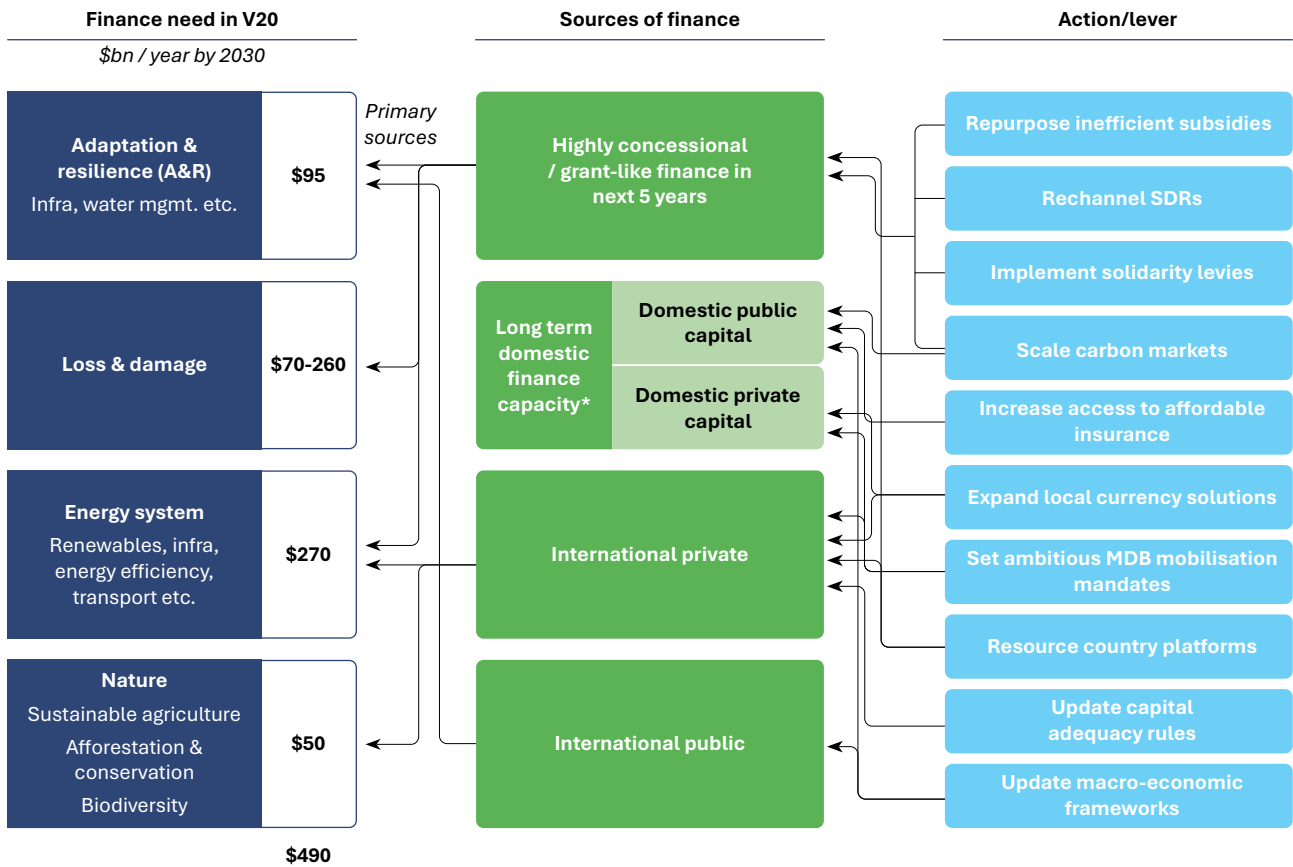 Finance need in V20
$bn / year by 2030
Sources of finance
Action/lever
Primary
sources
Adaptation &
resilience (A&R)
Infra, water mgmt. etc.
$95
Loss & damage
$70-260
Energy system
Renewables, infra,
energy efficiency,
transport etc.
$270
Nature
Sustainable agriculture
Afforestation &
conservation
Biodiversity
$50
$490
Highly concessional
/ grant-like finance in
next 5 years
Long term
domestic
finance
capacity*
Domestic public
capital
Domestic private
capital
International private
International public
Repurpose inefficient subsidies
Rechannel SDRs
Implement solidarity levies
Scale carbon markets
Increase access to affordable
insurance
Expand local currency solutions
Set ambitious MDB mobilisation
mandates
Resource country platforms
Update capital
adequacy rules
Update macro-economic
frameworks